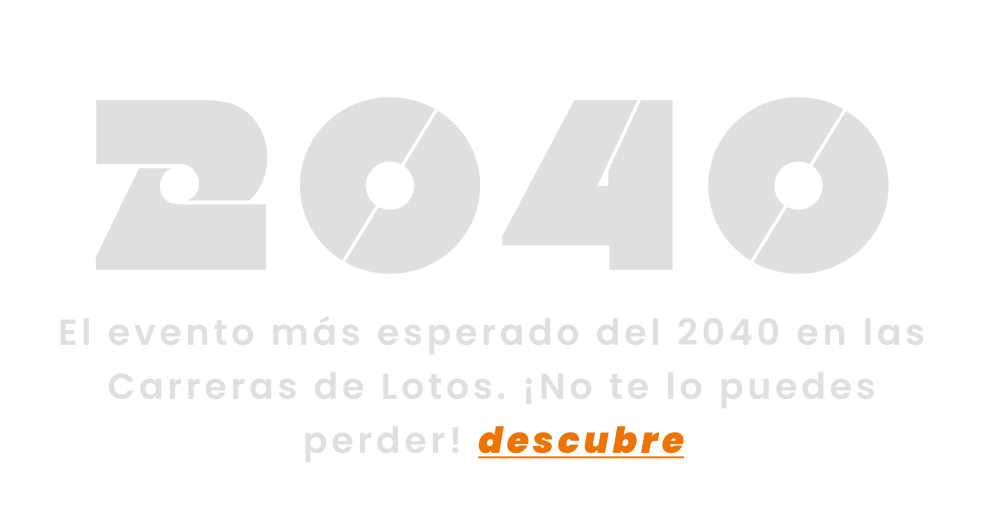 2040
El evento más esperado del 2040 en las
Carreras de Lotos. ¡No te lo puedes
perder! descubre